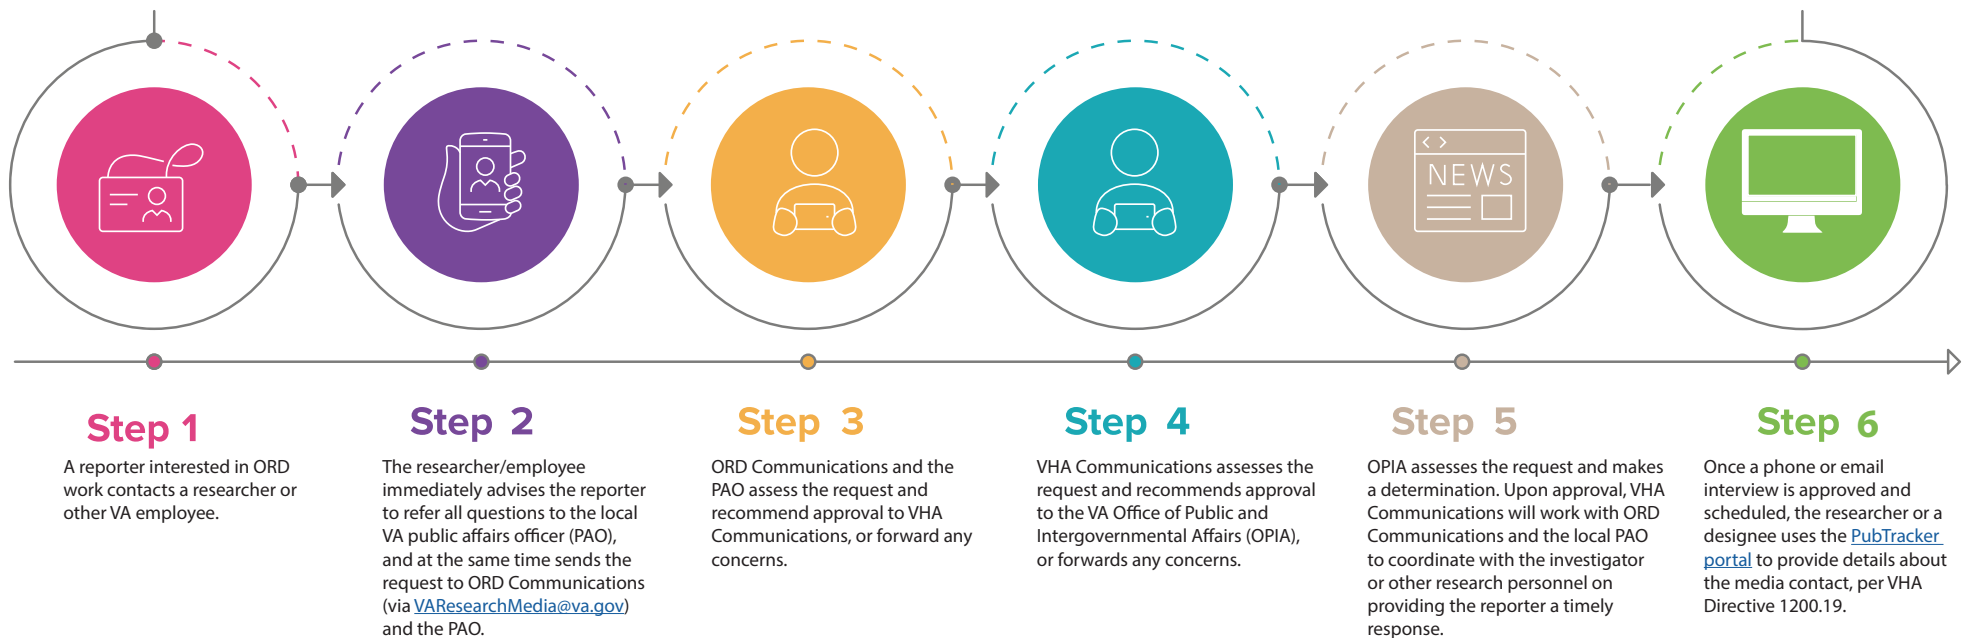 NEWS
Step 1
A reporter interested in ORD
work contacts a researcher or
other VA employee.
Step 2
The researcher/employee
immediately advises the reporter
to refer all questions to the local
VA public affairs officer (PAO),
and at the same time sends the
request to ORD Communications
(via VAResearchMedia@va.gov)
and the PAO.
Step 3
ORD Communications and the
PAO assess the request and
recommend approval to VHA
Communications, or forward any
concerns.
Step 4
VHA Communications assesses the
request and recommends approval
to the VA Office of Public and
Intergovernmental Affairs (OPIA),
or forwards any concerns.
Step 5
OPIA assesses the request and makes
a determination. Upon approval, VHA
Communications will work with ORD
Communications and the local PAO
to coordinate with the investigator
or other research personnel on
providing the reporter a timely
response.
Step 6
Once a phone or email
interview is approved and
scheduled, the researcher or a
designee uses the PubTracker
portal to provide details about
the media contact, per VHA
Directive 1200.19.